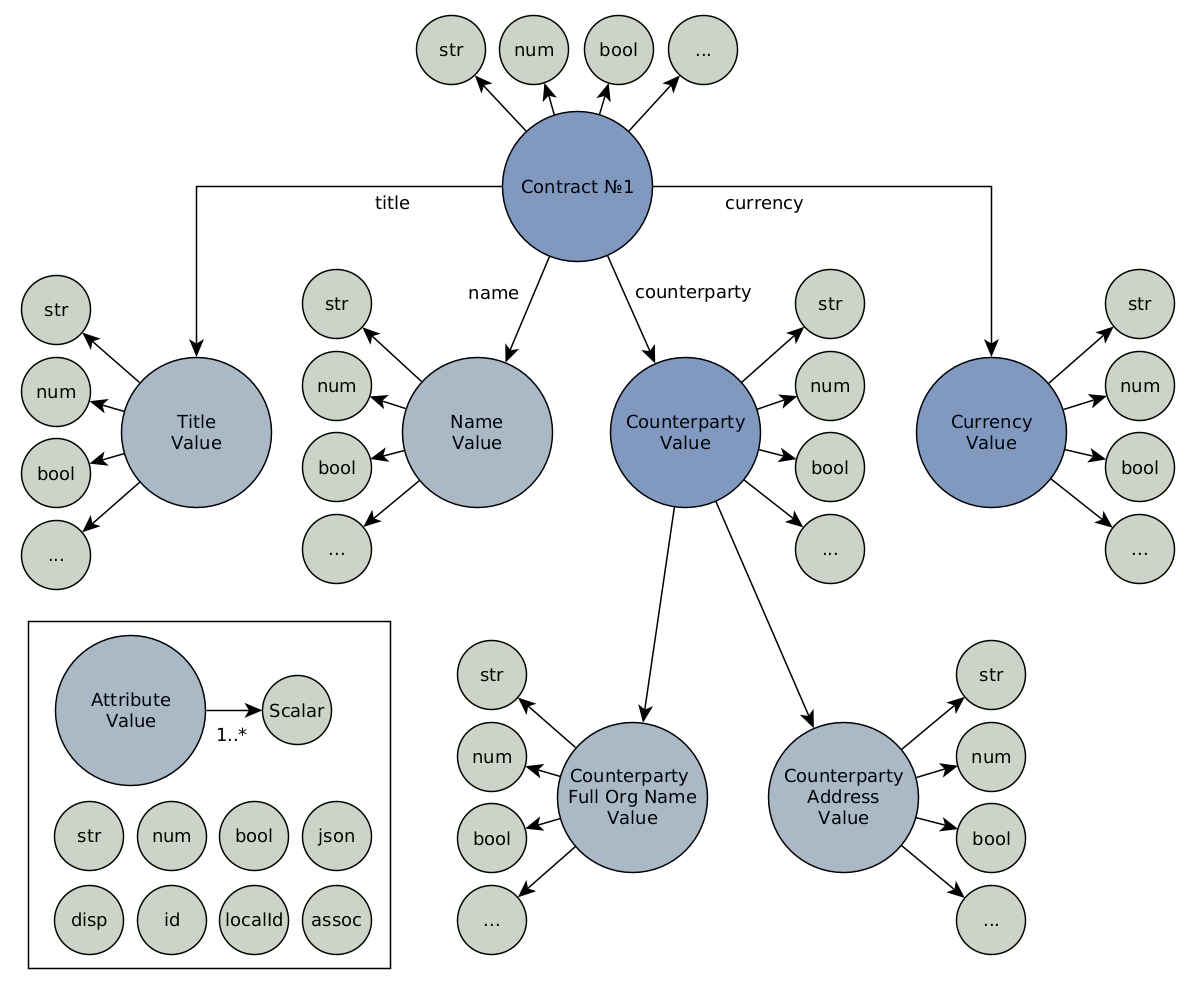 str
num
bool
...
Contract №1
title
currency
name
counterparty
str
num
bool
...
Title
Value
str
num
bool
...
Name
Value
Counterparty
Value
str
num
bool
...
Currency
Value
str
num
bool
...
Attribute
Value
1..*
Scalar
str
num
bool
json
disp
id
localId
assoc
str
num
bool
...
Counterparty
Full Org Name
Value
Counterparty
Address
Value
str
num
bool
...